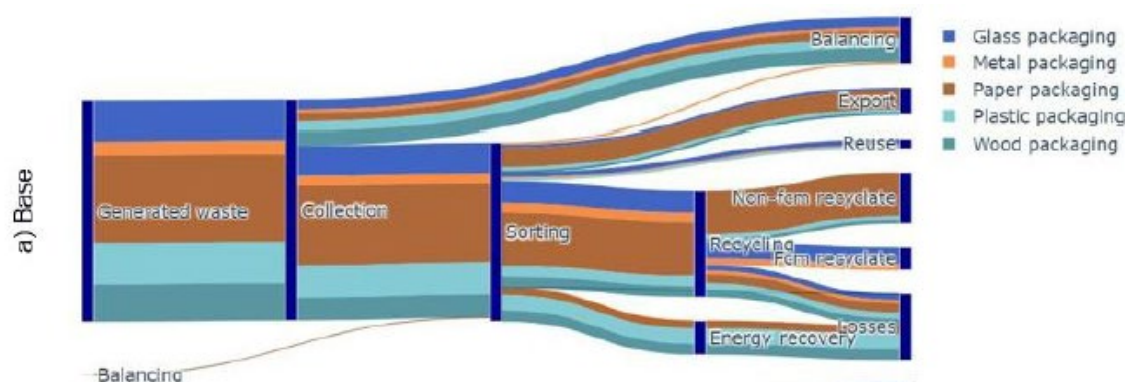 a) Base
Generated waste
Balancing
Collection
Sorting
Recycling
Energy recovery
Balancing
Export
Reuse
Non-fcm recyclate
Fcm recyclate
Losses
Glass packaging
Metal packaging
Paper packaging
Plastic packaging
Wood packaging